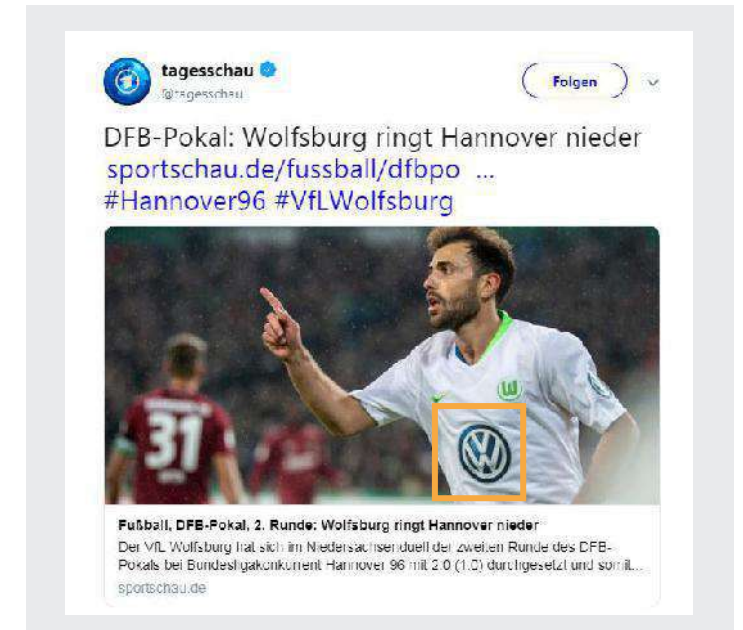 tagesschau
@tagesschau
Folgen
DFB-Pokal: Wolfsburg ringt Hannover nieder
sportschau.de/fussball/dfbpo ...
#Hannover96 #VfLWolfsburg
31
W
VW
Fußball, DFB-Pokal, 2. Runde: Wolfsburg ringt Hannover nieder
Der VfL Wolfsburg hat sich im Niedersachsenduell der zweiten Runde des DFB-
Pokals bei Bundesligakonkurrent Hannover 96 mit 2:0 (1:0) durchgesetzt und somit...
sportschau.de